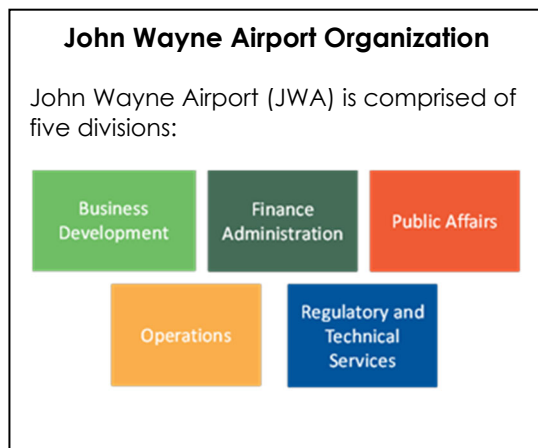 John Wayne Airport Organization
John Wayne Airport (JWA) is comprised of
five divisions:
Business
Development
Finance
Administration
Public Affairs
Operations
Regulatory and
Technical
Services